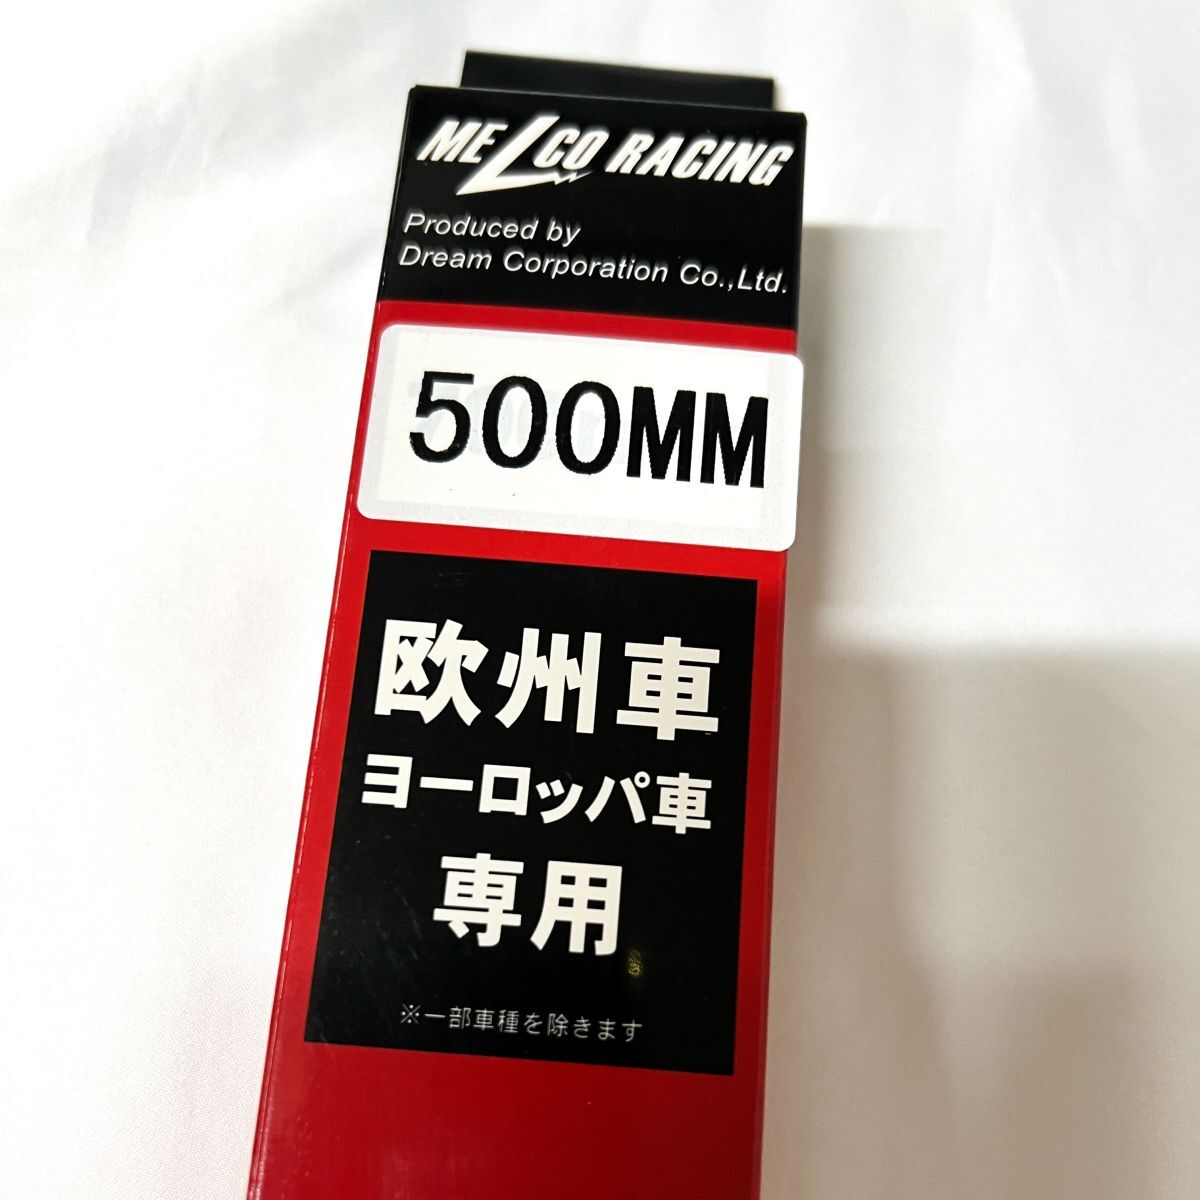 MELCO RACING
Produced by
Dream Corporation Co.,Ltd.
500MM
欧州車
ヨーロッパ車
専用
※一部車種を除きます